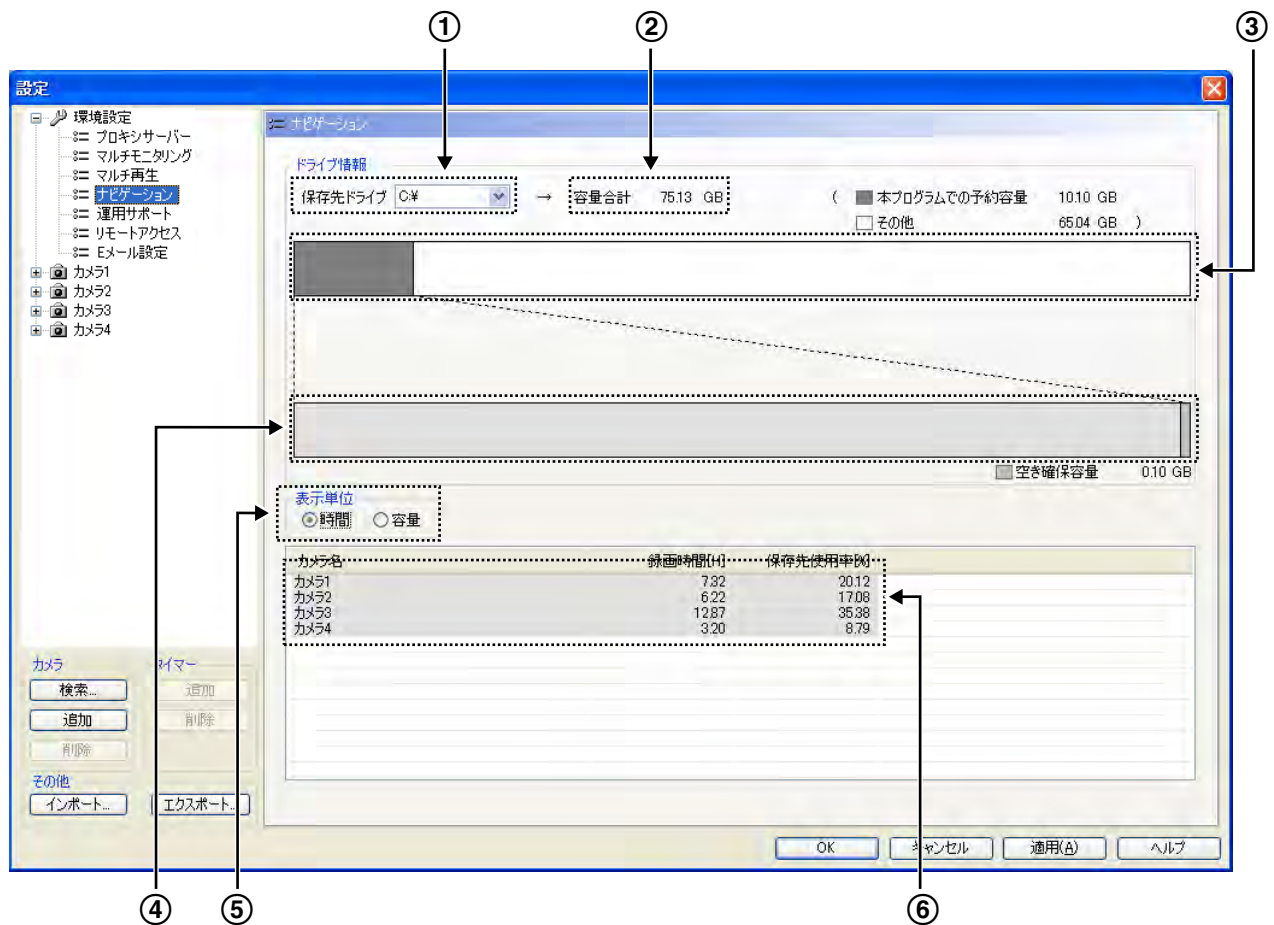 ① ② ③
設定
環境設定
プロキシサーバー
マルチモニタリング
マルチ再生
ナビゲーション
運用サポート
リモートアクセス
Eメール設定
カメラ1
カメラ2
カメラ3
カメラ4
カメラ
検索...
追加
削除
タイマー
追加
削除
その他
インポート... エクスポート...
ナビゲーション
ドライブ情報
保存先ドライブ C:¥ → 容量合計 75.13 GB ( 本プログラムでの予約容量 10.10 GB
その他 65.04 GB )
空き確保容量 0.10 GB
表示単位
時間 容量
カメラ名 録画時間[H] 保存先使用率[%]
カメラ1 7.32 20.12
カメラ2 6.22 17.08
カメラ3 12.87 35.38
カメラ4 3.20 8.79
OK キャンセル 適用(A) ヘルプ
④ ⑤ ⑥